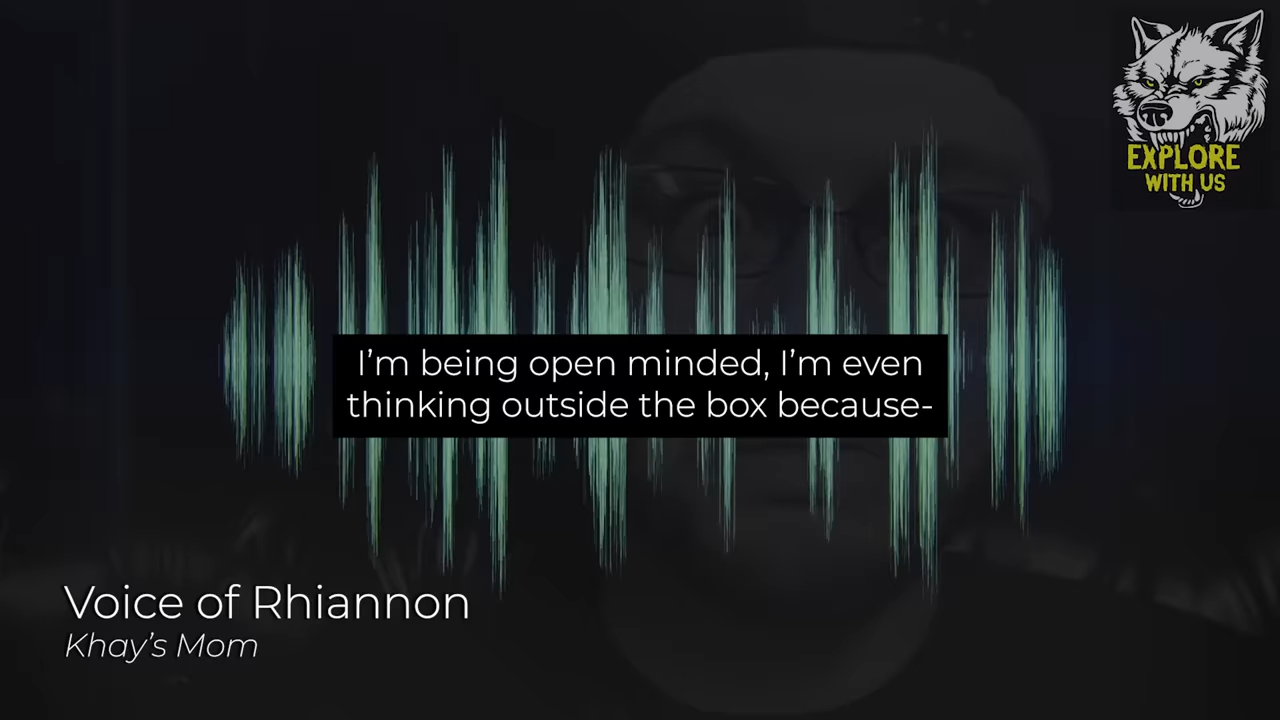 EXPLORE
WITH US
I'm being open minded, I'm even
thinking outside the box because-
Voice of Rhiannon
Khay's Mom